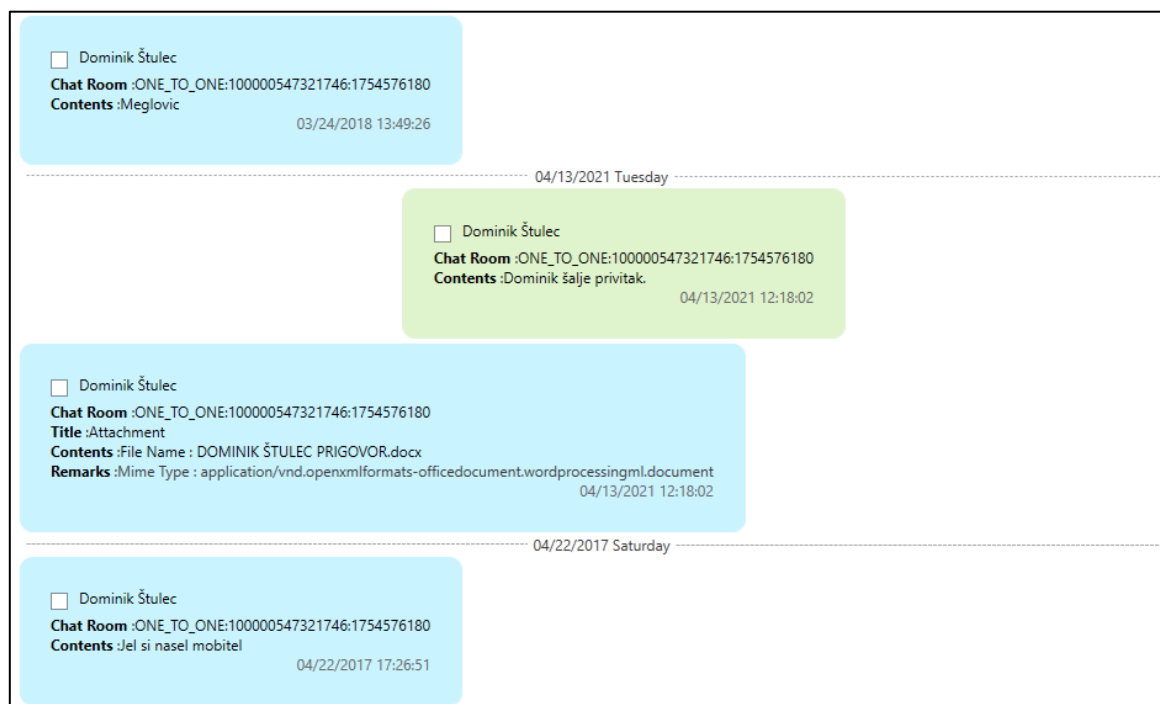 Dominik Štulec
Chat Room :ONE_TO_ONE:100000547321746:1754576180
Contents :Meglovic
03/24/2018 13:49:26
04/13/2021 Tuesday
Dominik Štulec
Chat Room :ONE_TO_ONE:100000547321746:1754576180
Contents :Dominik šalje privitak.
04/13/2021 12:18:02
Dominik Štulec
Chat Room :ONE_TO_ONE:100000547321746:1754576180
Title :Attachment
Contents :File Name : DOMINIK ŠTULEC PRIGOVOR.docx
Remarks :Mime Type : application/vnd.openxmlformats-officedocument.wordprocessingml.document
04/13/2021 12:18:02
04/22/2017 Saturday
Dominik Štulec
Chat Room :ONE_TO_ONE:100000547321746:1754576180
Contents :Jel si nasel mobitel
04/22/2017 17:26:51